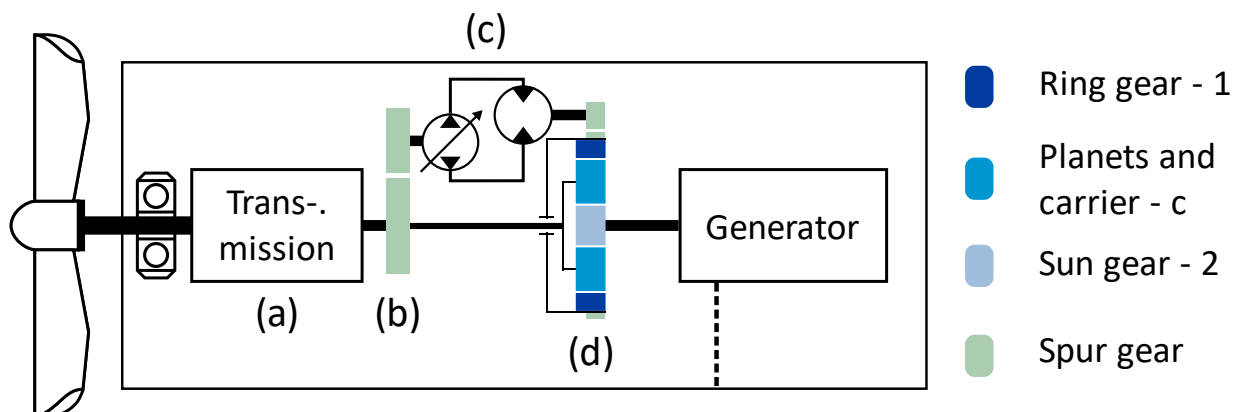 (c)
Trans-.
mission
Generator
(a)
(b)
(d)
Ring gear - 1
Planets and
carrier - c
Sun gear - 2
Spur gear